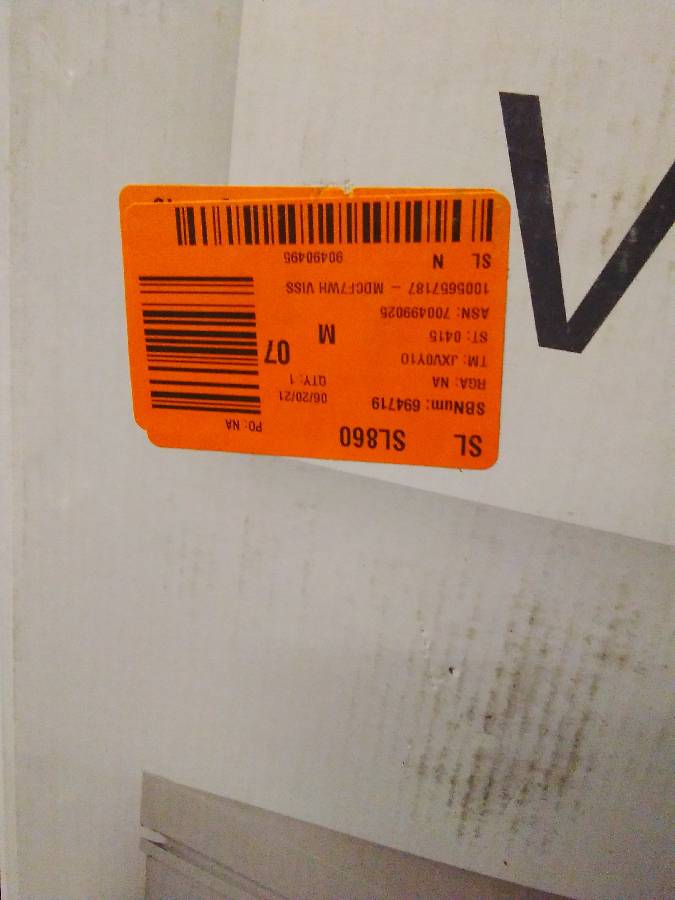 SL SL860
PO: NA
SBNum: 694719 06/20/21
RGA: NA QTY: 1
TM: JXV0Y10
ST: 0415 M 07
ASN: 700499025
1005657187 - MDCF7WH VISS
SL N 90490495
V